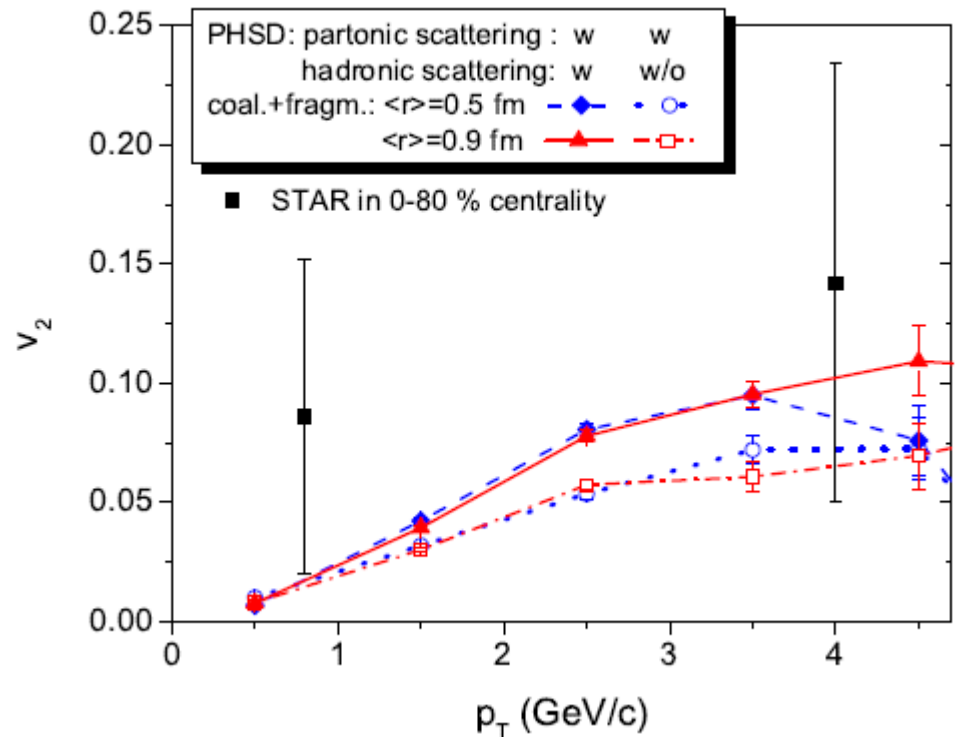 PHSD: partonic scattering : w w
hadronic scattering: w w/o
coal.+fragm.: <r>=0.5 fm
<r>=0.9 fm
STAR in 0-80 % centrality
0.25
0.20
0.15
0.10
0.05
0.00
v2
0 1 2 3 4
pT (GeV/c)